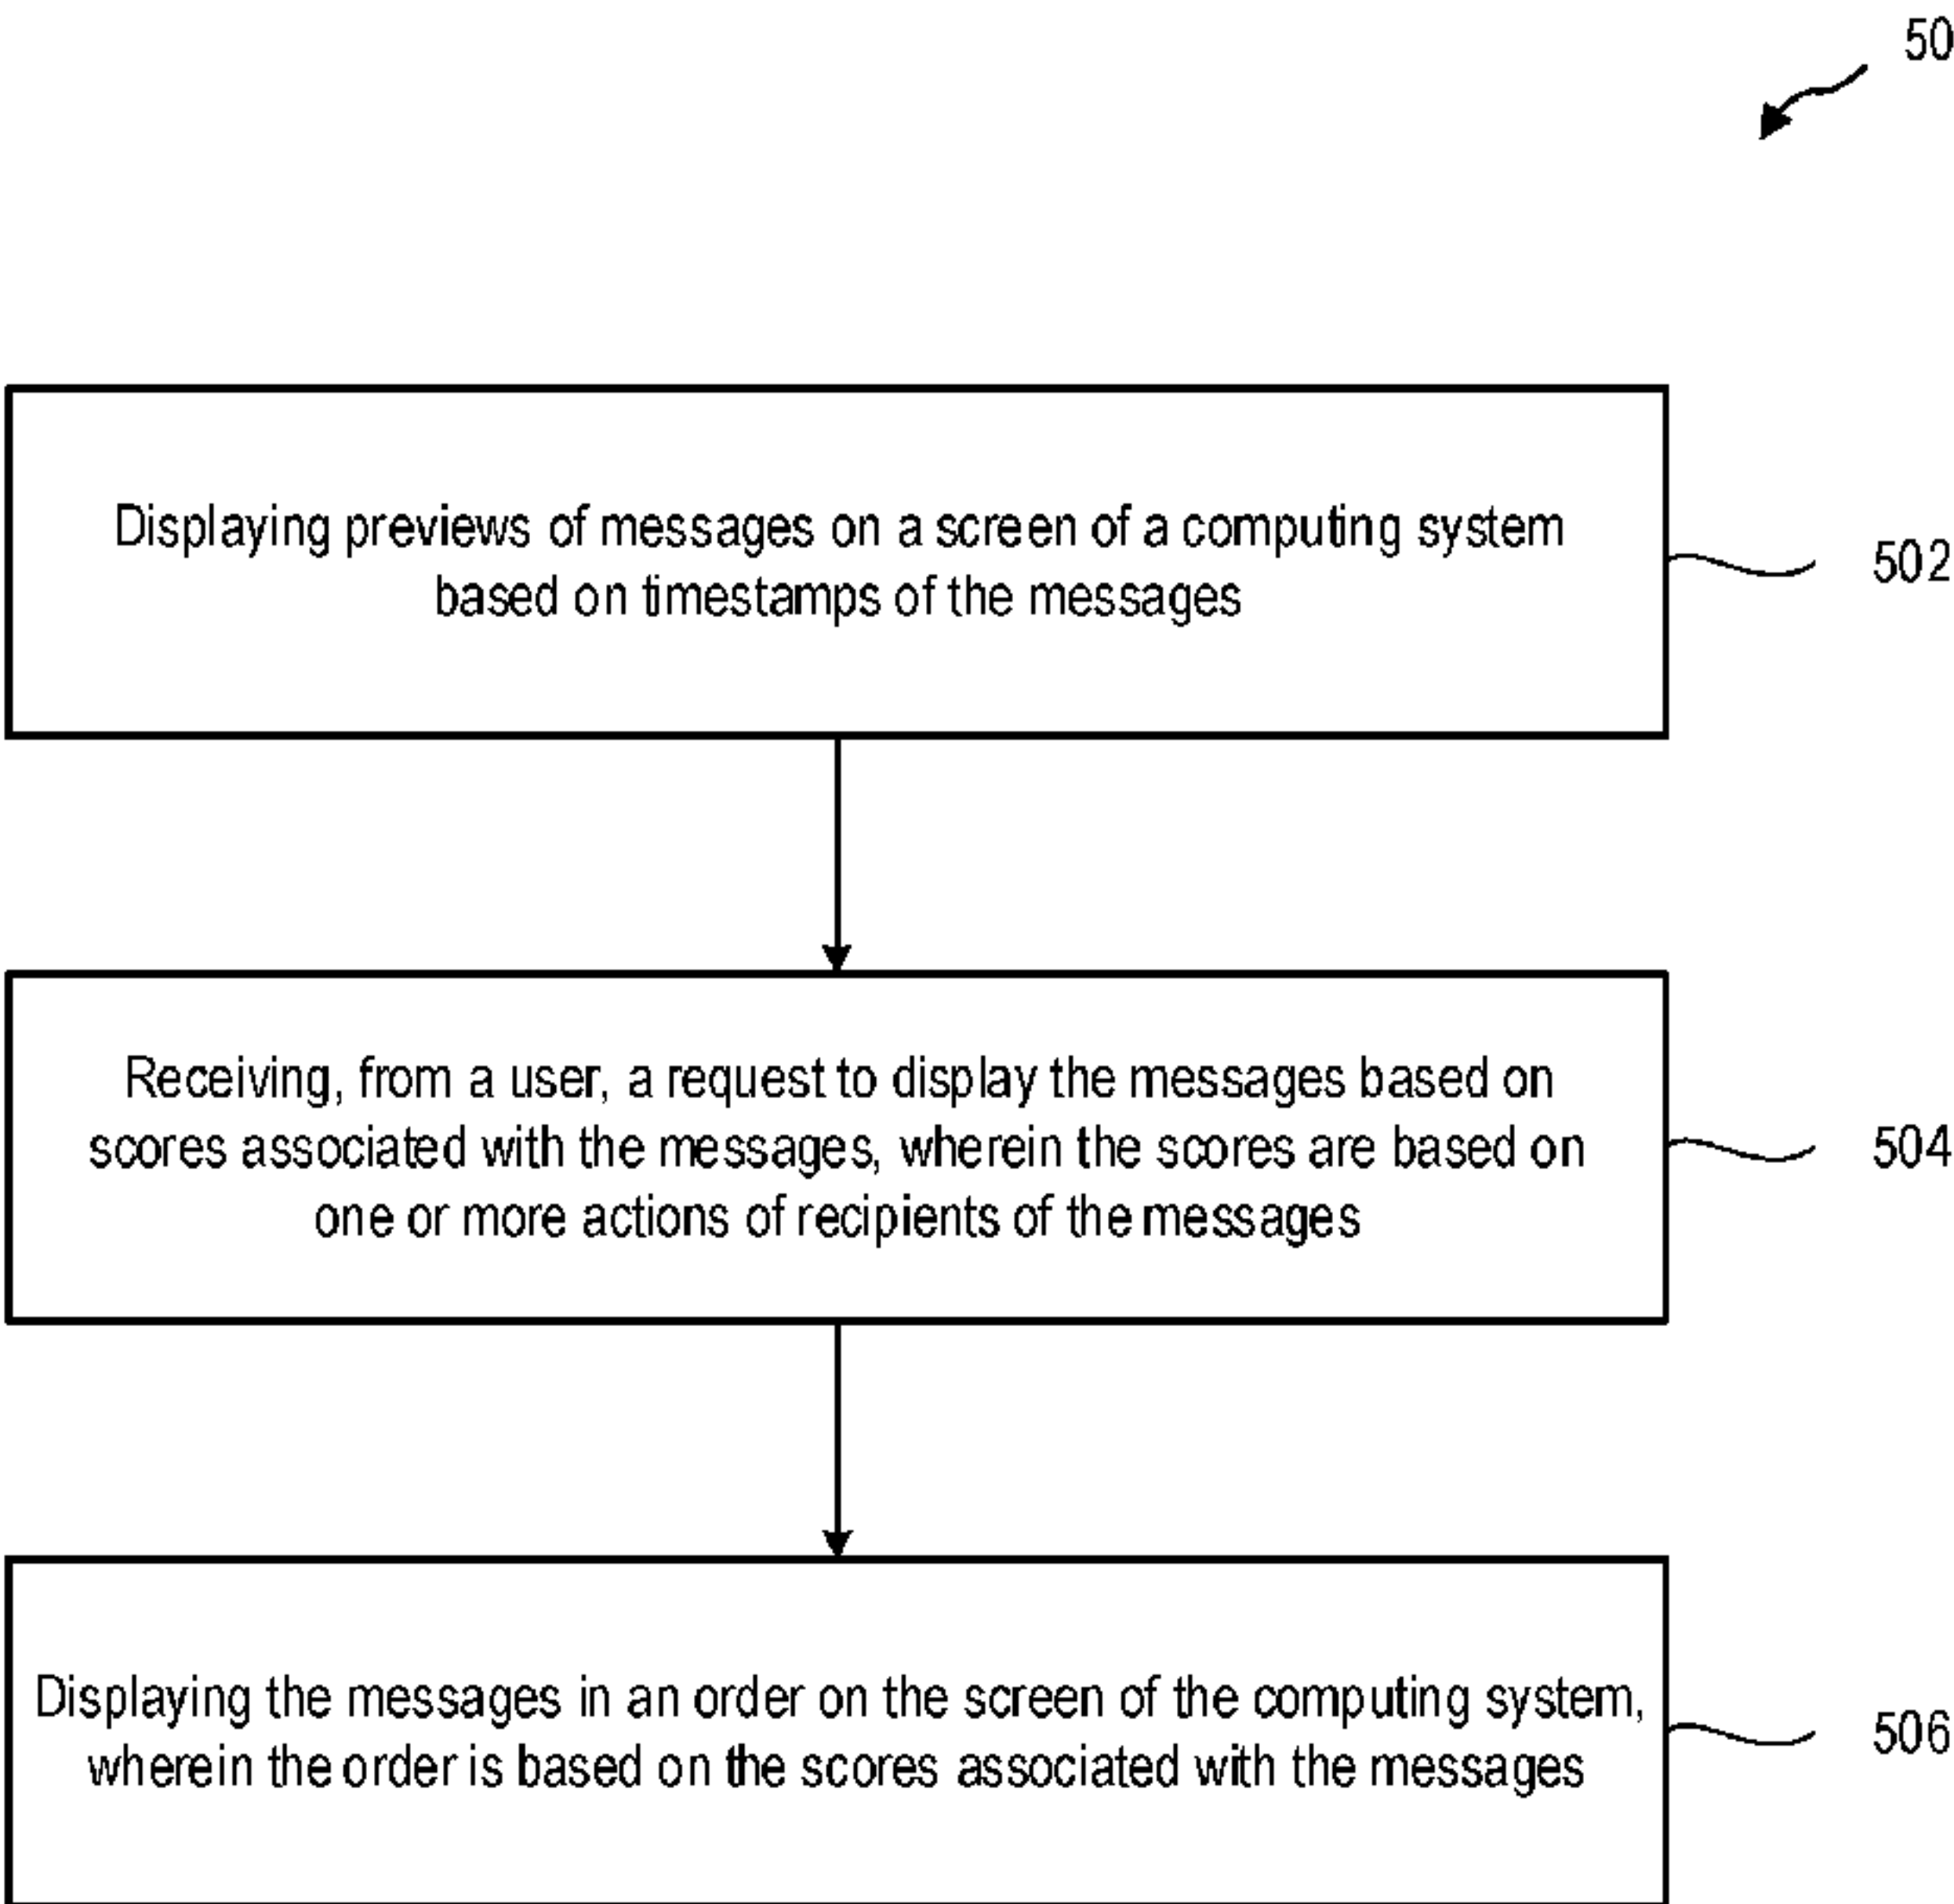 50
Displaying previews of messages on a screen of a computing system
based on timestamps of the messages
502
Receiving, from a user, a request to display the messages based on
scores associated with the messages, wherein the scores are based on
one or more actions of recipients of the messages
504
Displaying the messages in an order on the screen of the computing system,
wherein the order is based on the scores associated with the messages
506